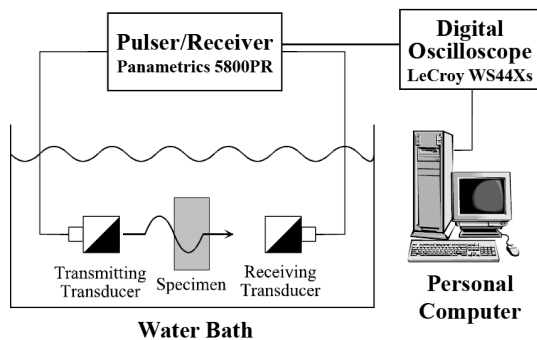 Pulser/Receiver
Panametrics 5800PR
Digital
Oscilloscope
LeCroy WS44Xs
Transmitting
Transducer
Specimen
Receiving
Transducer
Personal
Computer
Water Bath